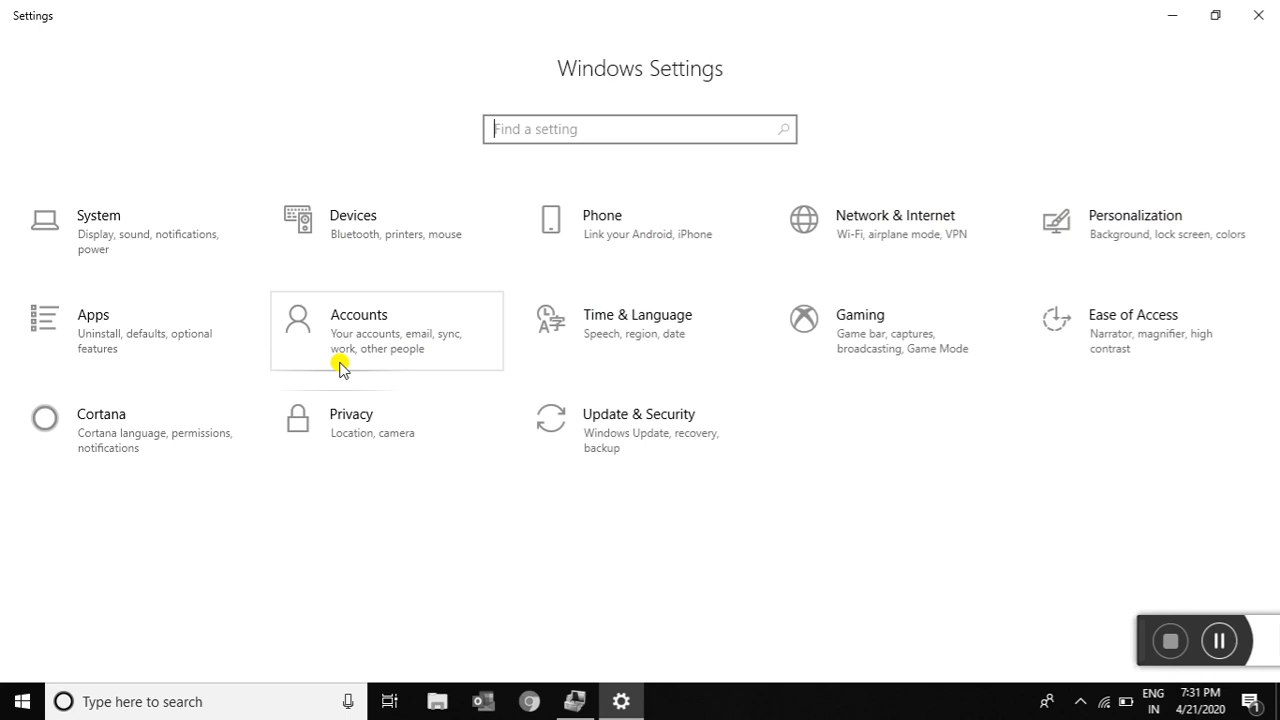 Settings
Windows Settings
Find a setting
System
Display, sound, notifications,
power
Devices
Bluetooth, printers, mouse
Phone
Link your Android, iPhone
Network & Internet
Wi-Fi, airplane mode, VPN
Personalization
Background, lock screen, colors
Apps
Uninstall, defaults, optional
features
Accounts
Your accounts, email, sync,
work, other people
Time & Language
Speech, region, date
Gaming
Game bar, captures,
broadcasting, Game Mode
Ease of Access
Narrator, magnifier, high
contrast
Cortana
Cortana language, permissions,
notifications
Privacy
Location, camera
Update & Security
Windows Update, recovery,
backup
Type here to search
ENG
IN
7:31 PM
4/21/2020
1